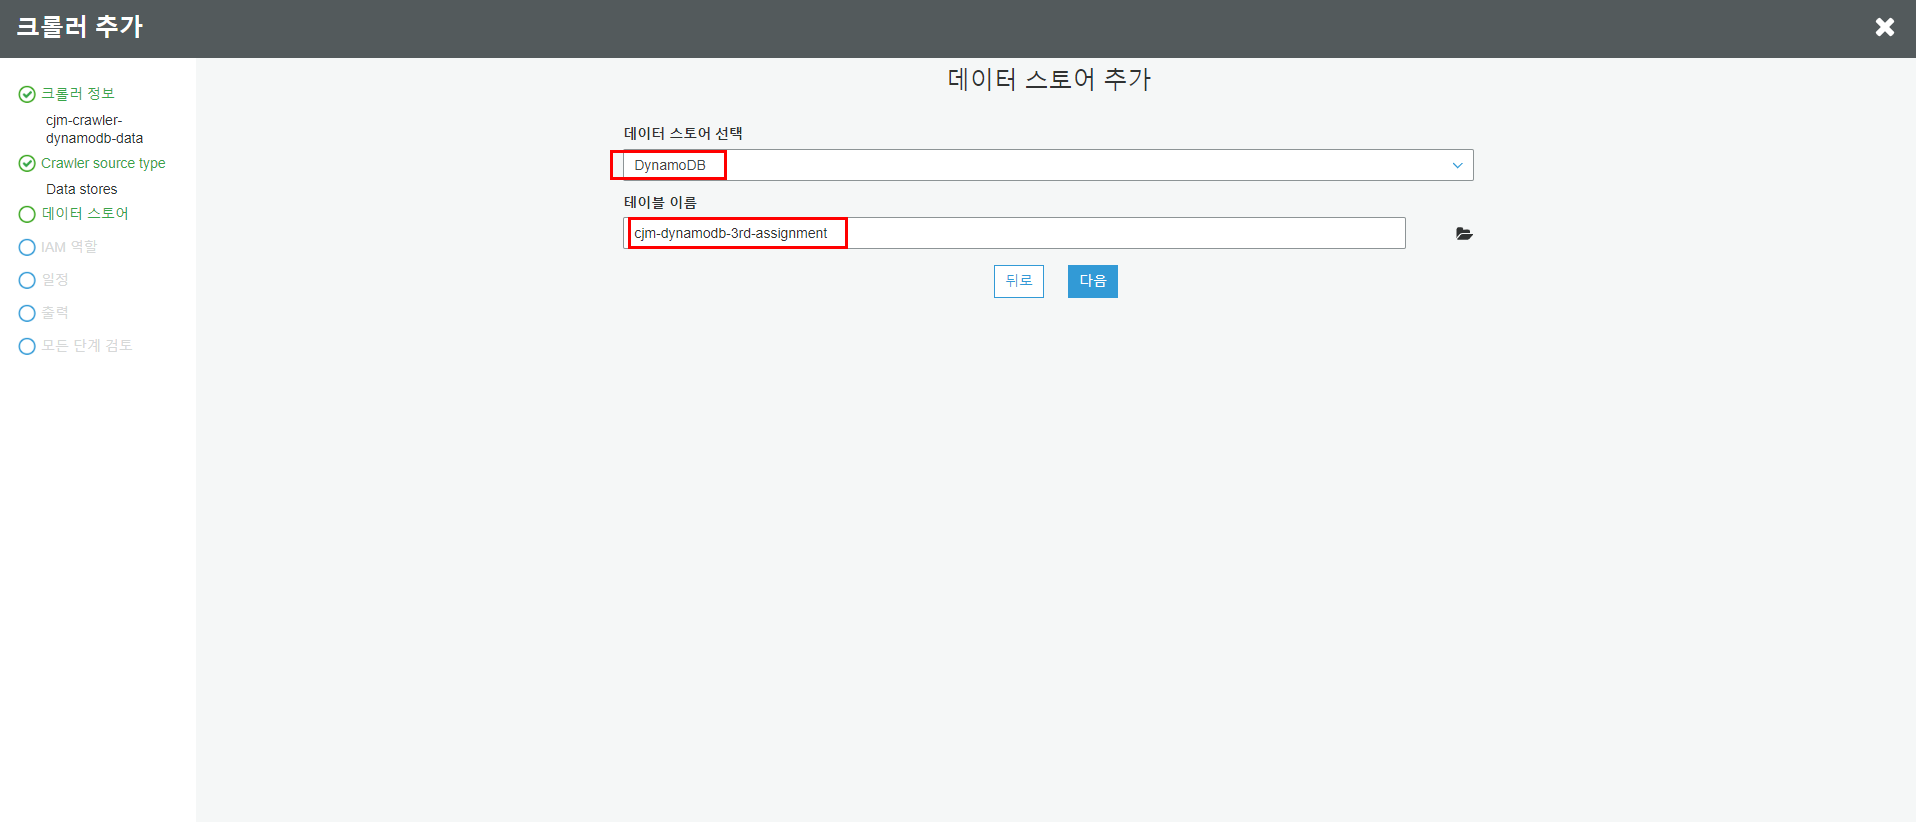 크롤러 추가
크롤러 정보
cjm-crawler-
dynamodb-data
Crawler source type
Data stores
데이터 스토어
IAM 역할
일정
출력
모든 단계 검토
데이터 스토어 추가
데이터 스토어 선택
DynamoDB
테이블 이름
cjm-dynamodb-3rd-assignment
뒤로
다음